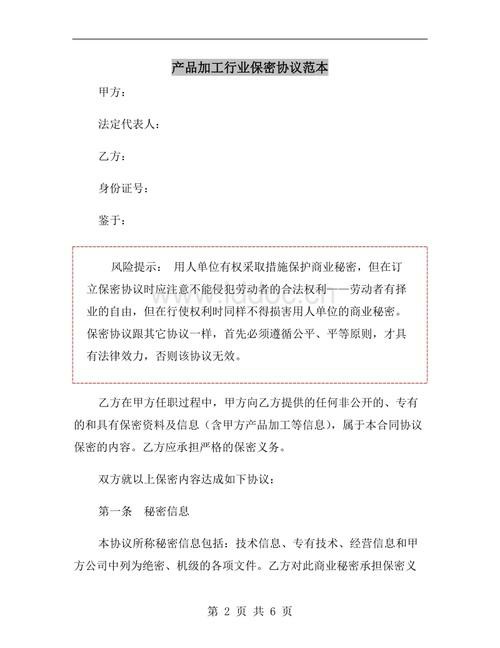 产品加工行业保密协议范本
甲方：
法定代表人：
乙方：
身份证号：
鉴于：
风险提示： 用人单位有权采取措施保护商业秘密，但在订
立保密协议时应注意不能侵犯劳动者的合法权利——劳动者有择
业的自由，但在行使权利时同样不得损害用人单位的商业秘密。
保密协议跟其它协议一样，首先必须遵循公平、平等原则，才具
有法律效力，否则该协议无效。
乙方在甲方任职过程中，甲方向乙方提供的任何非公开的、专有
的和具有保密资料及信息（含甲方产品加工等信息），属于本合同协议
保密的内容。乙方应承担严格的保密义务。
双方就以上保密内容达成如下协议：
第一条 秘密信息
本协议所称秘密信息包括：技术信息、专有技术、经营信息和甲
方公司中列为绝密、机级的各项文件。乙方对此商业秘密承担保密义
第 2 页 共 6 页